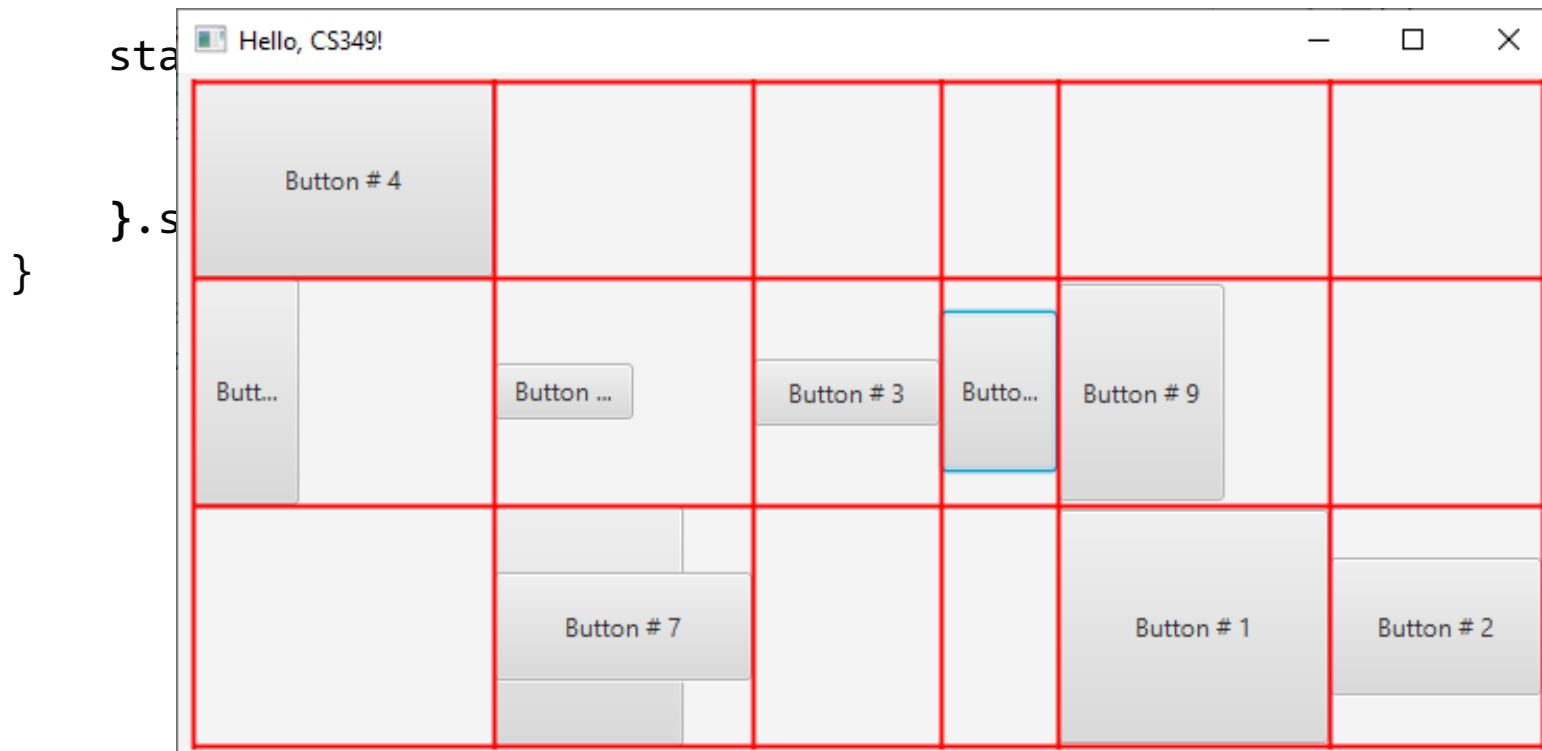 Hello, CS349!
sta
Button # 4
}.s
}
Butt...
Button ...
Button # 3
Butto...
Button # 9
Button # 7
Button # 1
Button # 2